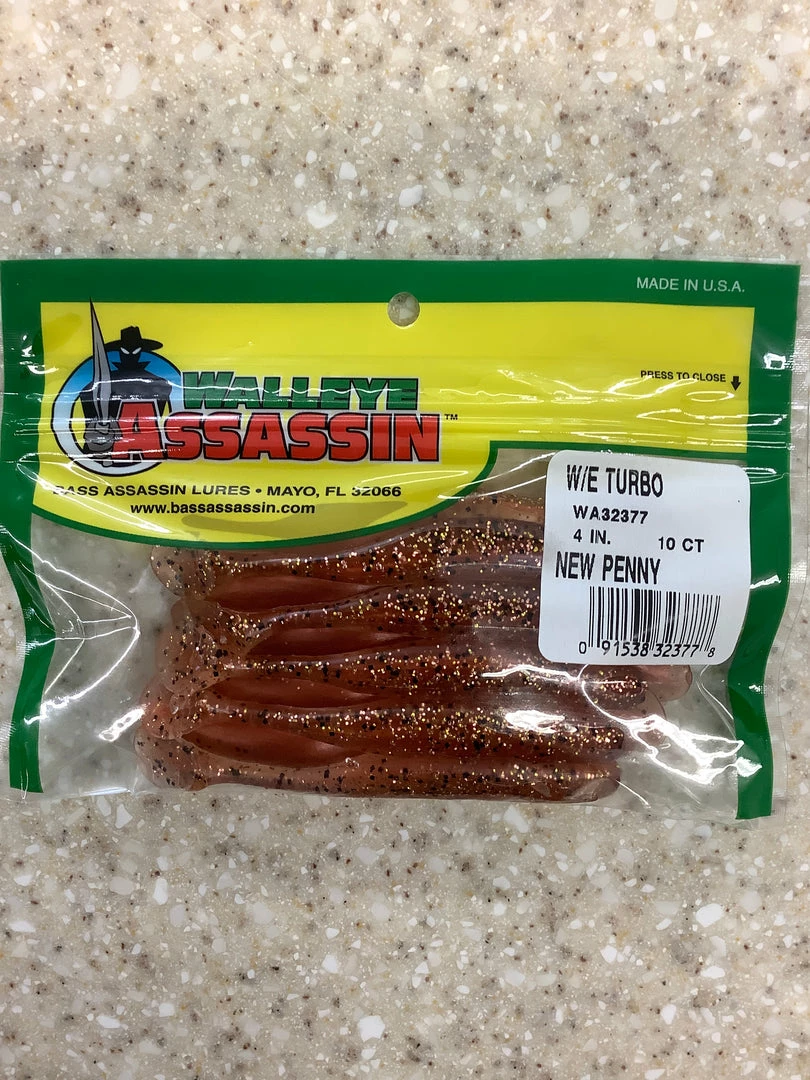 MADE IN U.S.A.
PRESS TO CLOSE
WALLEYE
ASSASSIN™
BASS ASSASSIN LURES • MAYO, FL 32066
www.bassassassin.com
W/E TURBO
WA32377
4 IN. 10 CT
NEW PENNY
0 91538 32377 8